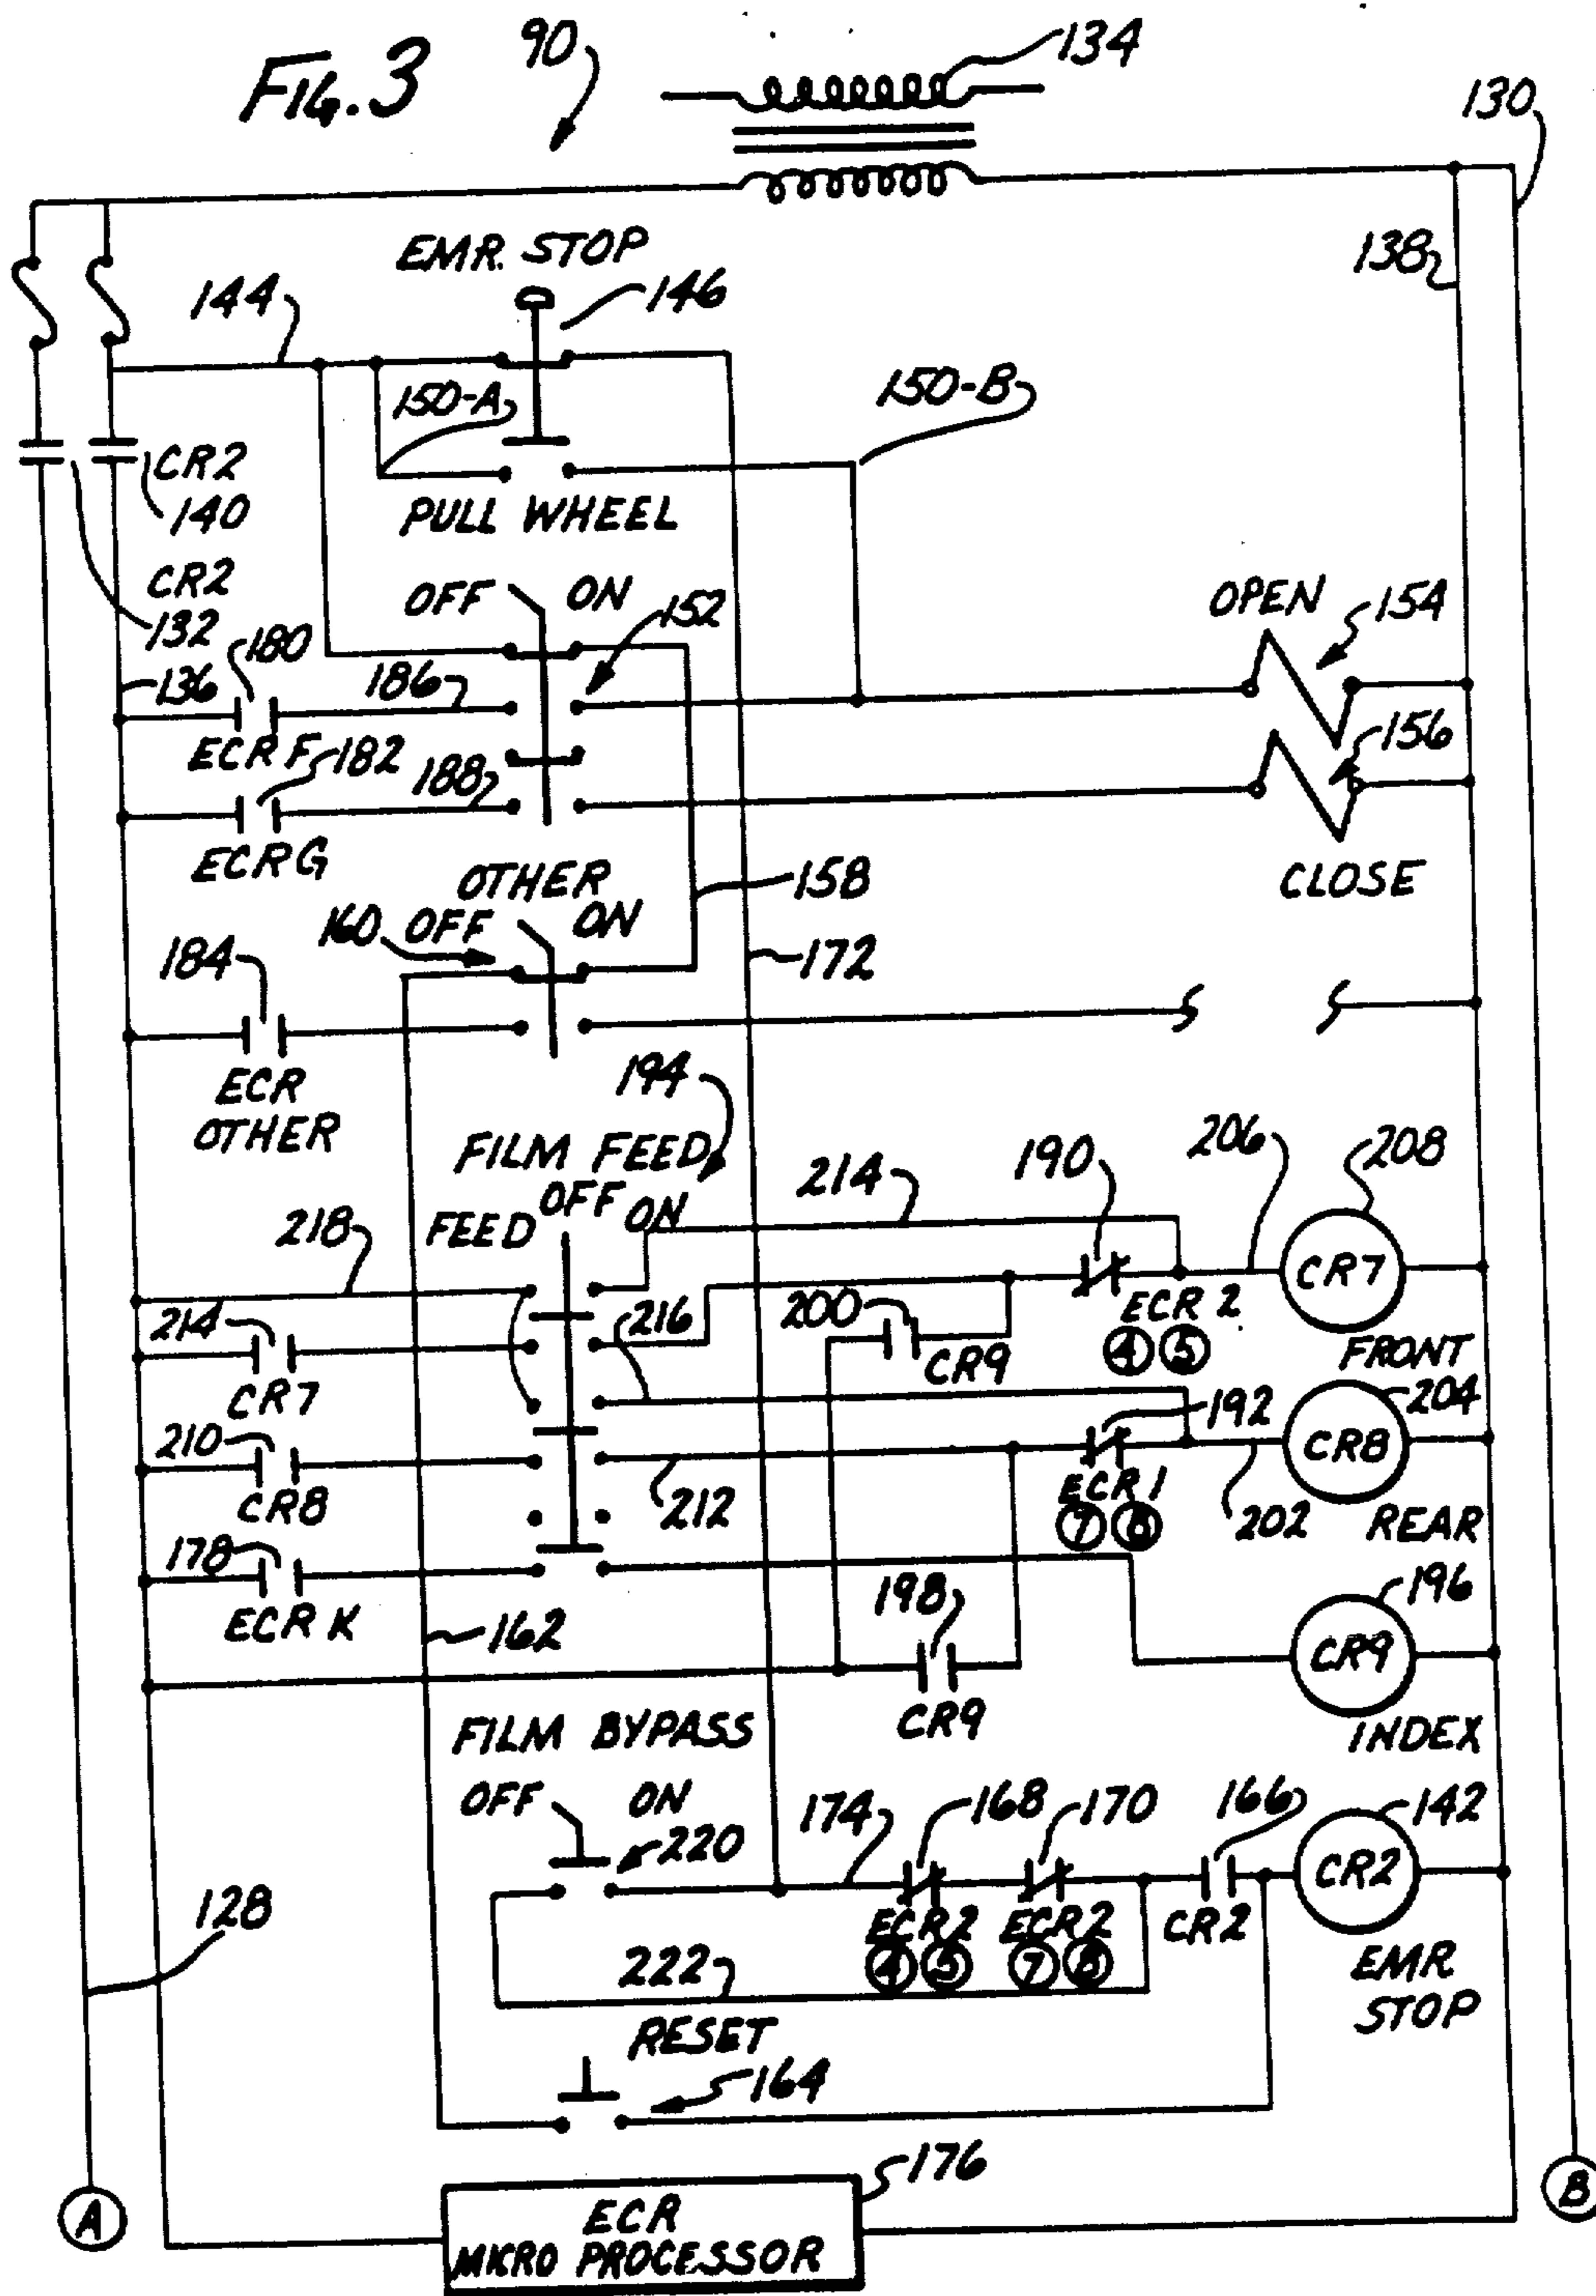 FIG. 3
90
134
130
EMR. STOP
138
144
146
150-A
150-B
CR2
140
PULL WHEEL
CR2
132
OFF ON
152
OPEN
154
180
136
186
ECR F
182
188
156
ECRG
OTHER
158
CLOSE
160 OFF ON
184
172
ECR
OTHER
194
FILM FEED
OFF
FEED ON
214
190
206
208
218
CR7
214
216
200
ECR 2
④ ⑤
FRONT
CR7
CR9
210
192
204
CR8
CR8
212
ECR 1
⑦ ⑧
202
REAR
178
ECR K
198
196
162
CR9
CR9
INDEX
FILM BYPASS
OFF ON
220
174
168
170
166
142
CR2
128
ECR2
④ ⑤
ECR2
⑦ ⑧
CR2
222
EMR
STOP
RESET
164
176
A
B
ECR
MICRO PROCESSOR